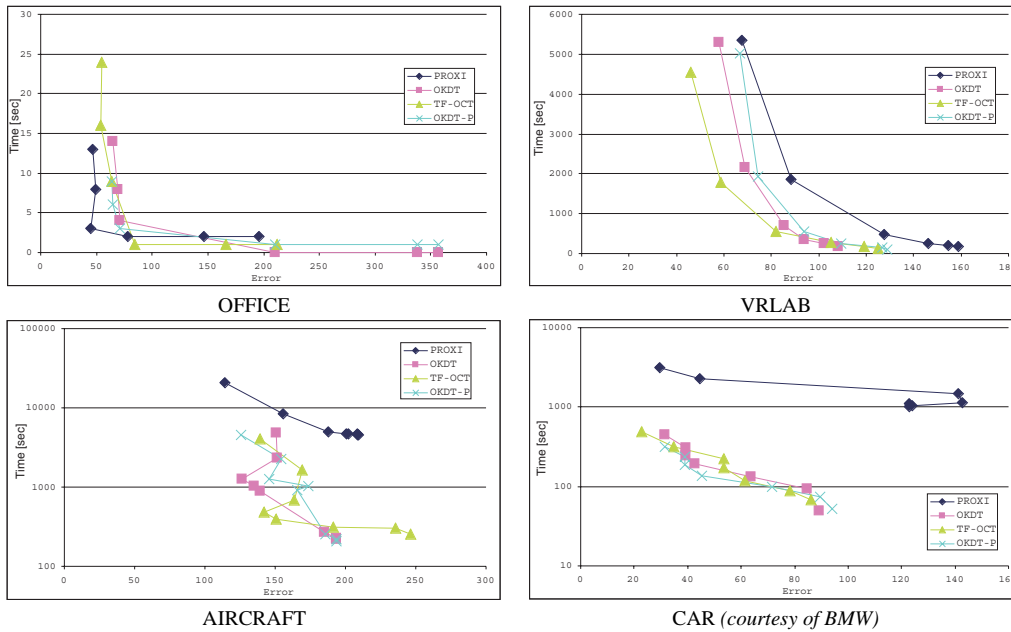 30
25
20
15
10
5
0
Time [sec]
PROXI
OKDT
TF-OCT
OKDT-P
0 50 100 150 200 250 300 350 400
Error
OFFICE
6000
5000
4000
3000
2000
1000
0
Time [sec]
PROXI
OKDT
TF-OCT
OKDT-P
0 20 40 60 80 100 120 140 160 180
Error
VRLAB
100000
10000
1000
100
Time [sec]
PROXI
OKDT
TF-OCT
OKDT-P
0 50 100 150 200 250 300
Error
AIRCRAFT
10000
1000
100
10
Time [sec]
PROXI
OKDT
TF-OCT
OKDT-P
0 20 40 60 80 100 120 140 160
Error
CAR (courtesy of BMW)